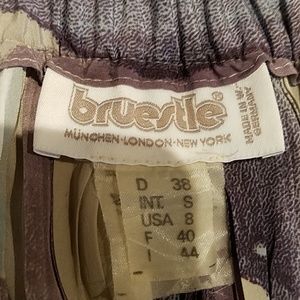 bruestle®
MÜNCHEN·LONDON·NEW YORK
MADE IN W.
GERMANY
D 38
INT. S
USA 8
F 40
I 44